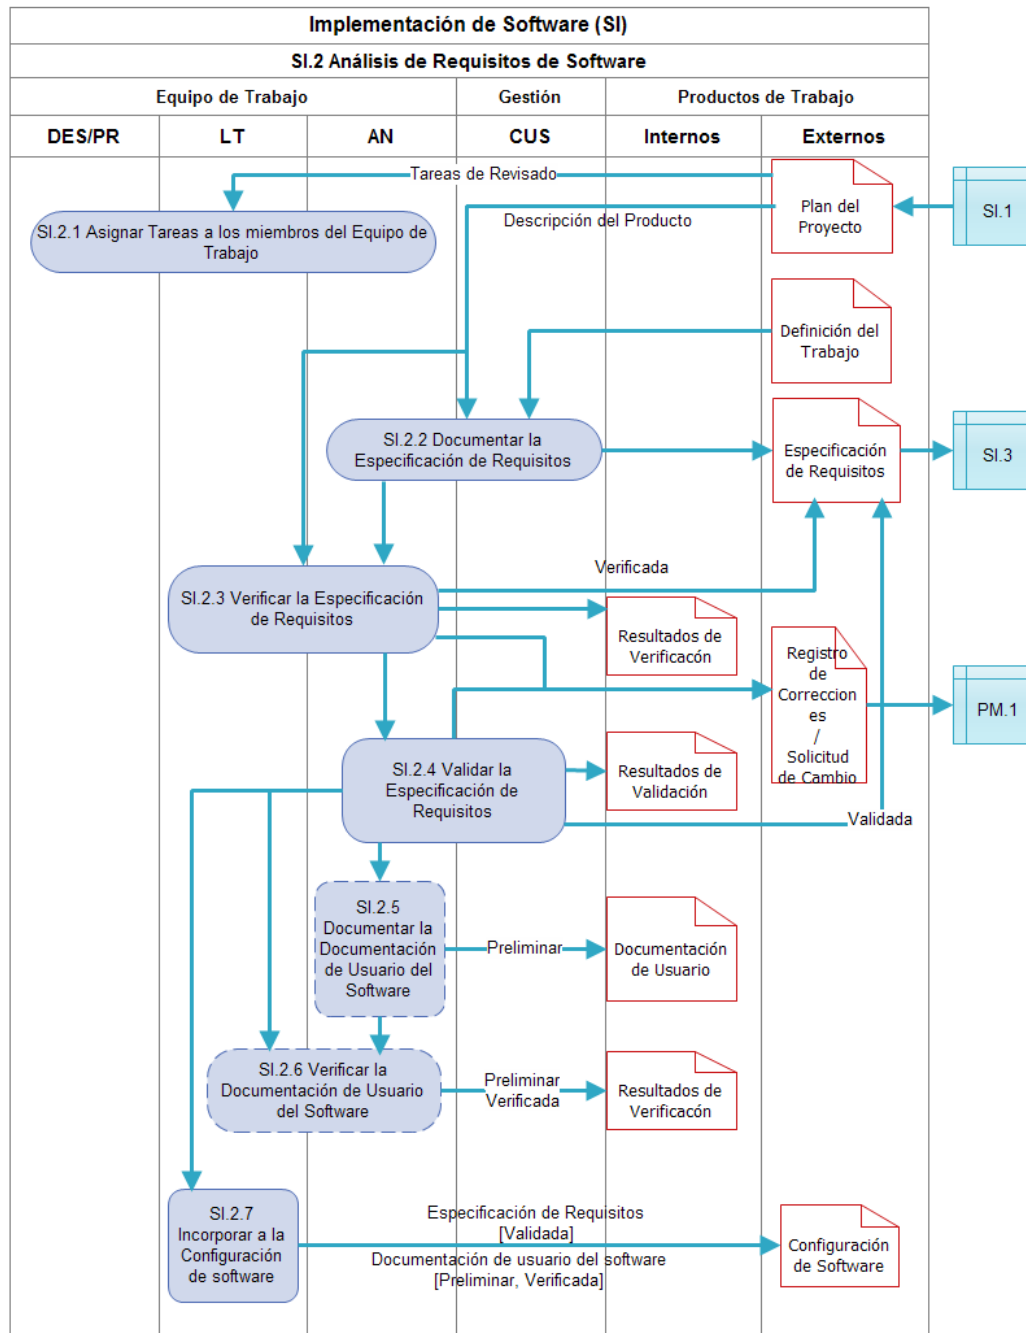 Implementación de Software (SI)
SI.2 Análisis de Requisitos de Software
Equipo de Trabajo
Gestión
Productos de Trabajo
DES/PR
LT
AN
CUS
Internos
Externos
Tareas de Revisado
SI.2.1 Asignar Tareas a los miembros del Equipo de
Trabajo
Descripción del Producto
Plan del
Proyecto
SI.1
Definición del
Trabajo
SI.2.2 Documentar la
Especificación de Requisitos
Especificación
de Requisitos
SI.3
Verificada
SI.2.3 Verificar la Especificación
de Requisitos
Resultados de
Verificacón
Registro
de
Correccion
es
/
Solicitud
de Cambio
PM.1
SI.2.4 Validar la
Especificación de
Requisitos
Resultados de
Validación
Validada
SI.2.5
Documentar la
Documentación
de Usuario del
Software
Preliminar
Documentación
de Usuario
SI.2.6 Verificar la
Documentación de Usuario
del Software
Preliminar
Verificada
Resultados de
Verificacón
SI.2.7
Incorporar a la
Configuración
de software
Especificación de Requisitos
[Validada]
Documentación de usuario del software
[Preliminar, Verificada]
Configuración
de Software